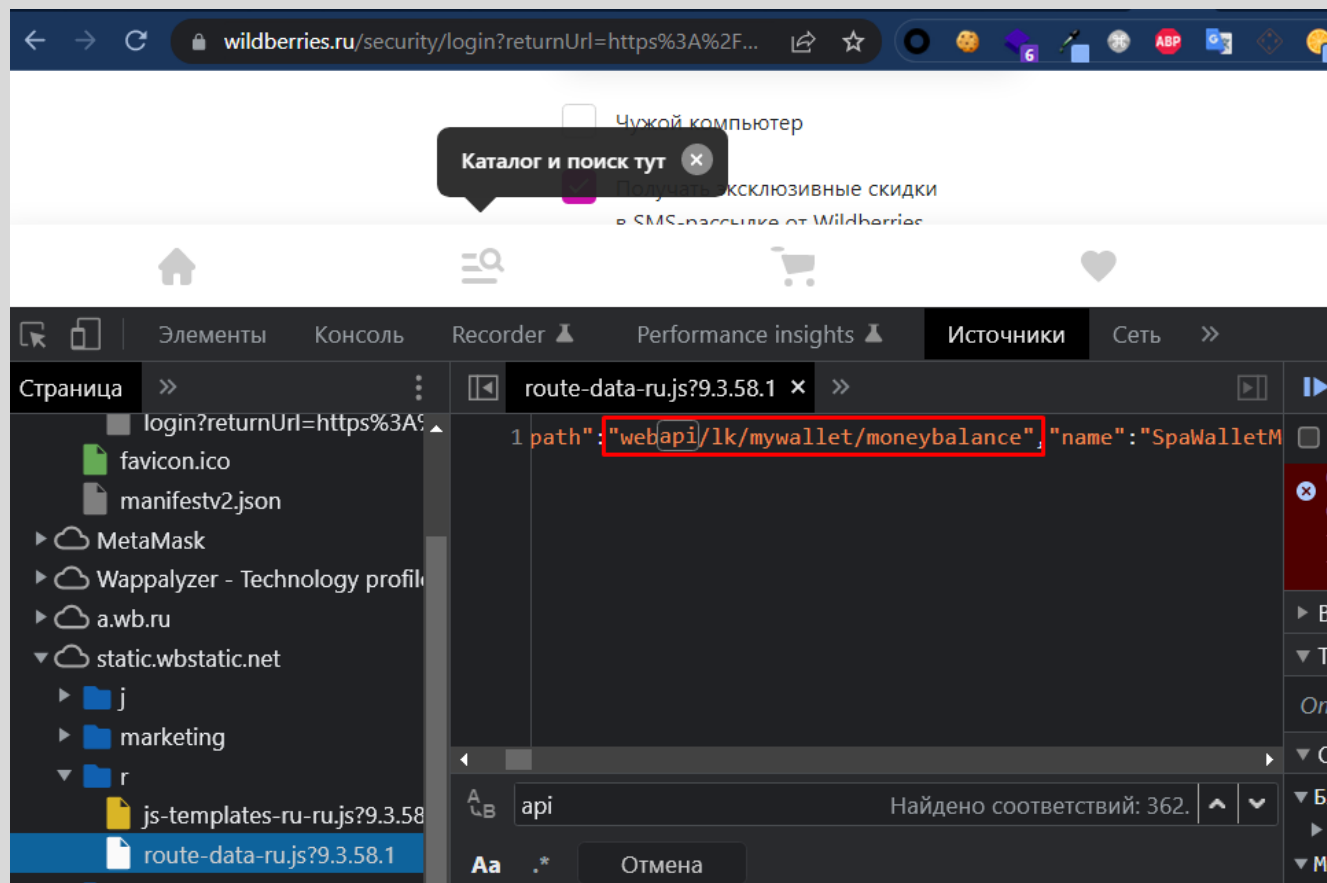 wildberries.ru/security/login?returnUrl=https%3A%2F...
6
ABP
Чужой компьютер
Каталог и поиск тут
Получать эксклюзивные скидки
в SMS-рассылке от Wildberries
Элементы Консоль Recorder Performance insights Источники Сеть
Страница route-data-ru.js?9.3.58.1
login?returnUrl=https%3A%
1 path":"webapi/lk/mywallet/moneybalance","name":"SpaWalletM
favicon.ico
manifestv2.json
MetaMask
Wappalyzer - Technology profil
a.wb.ru
static.wbstatic.net
j
marketing
r
js-templates-ru-ru.js?9.3.58
route-data-ru.js?9.3.58.1
api Найдено соответствий: 362.
Aa .* Отмена